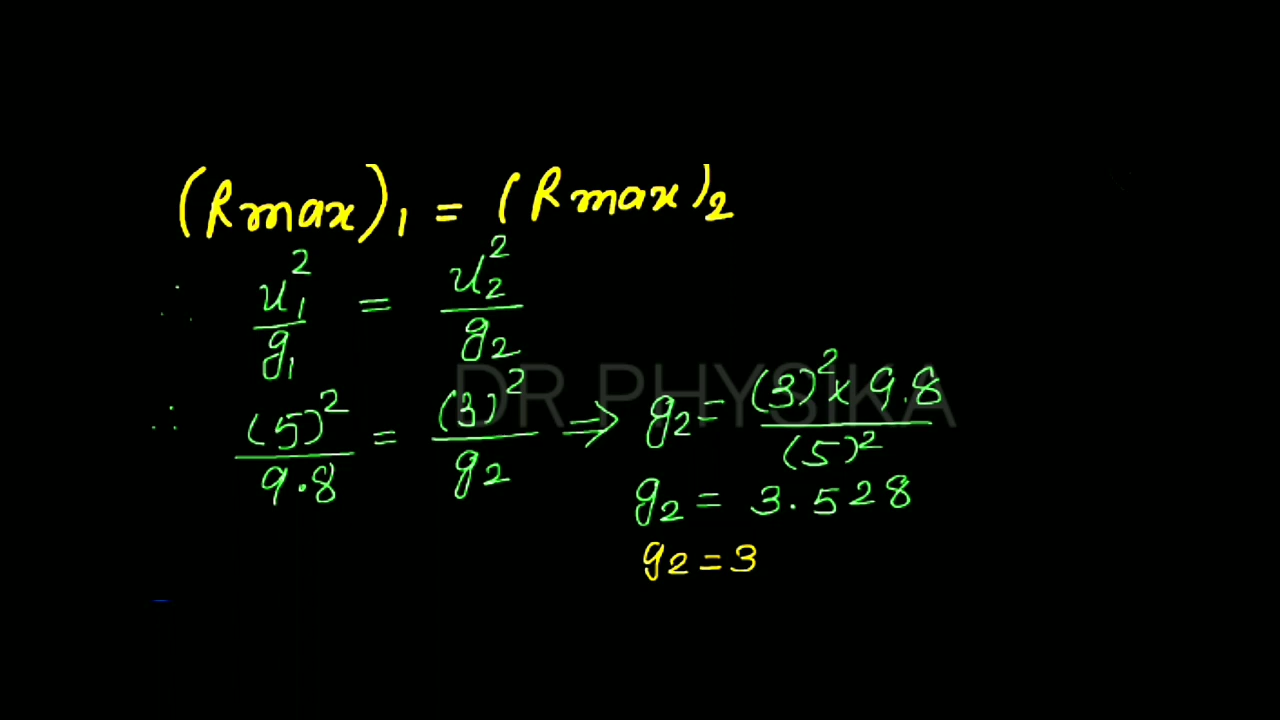 (Rmax)₁ = (Rmax)₂
∴ u₁²/g₁ = u₂²/g₂
∴ (5)²/9.8 = (3)²/g₂ ⇒ g₂ = (3)² x 9.8/(5)²
g₂ = 3.528
g₂ = 3
DR PHYSIKA